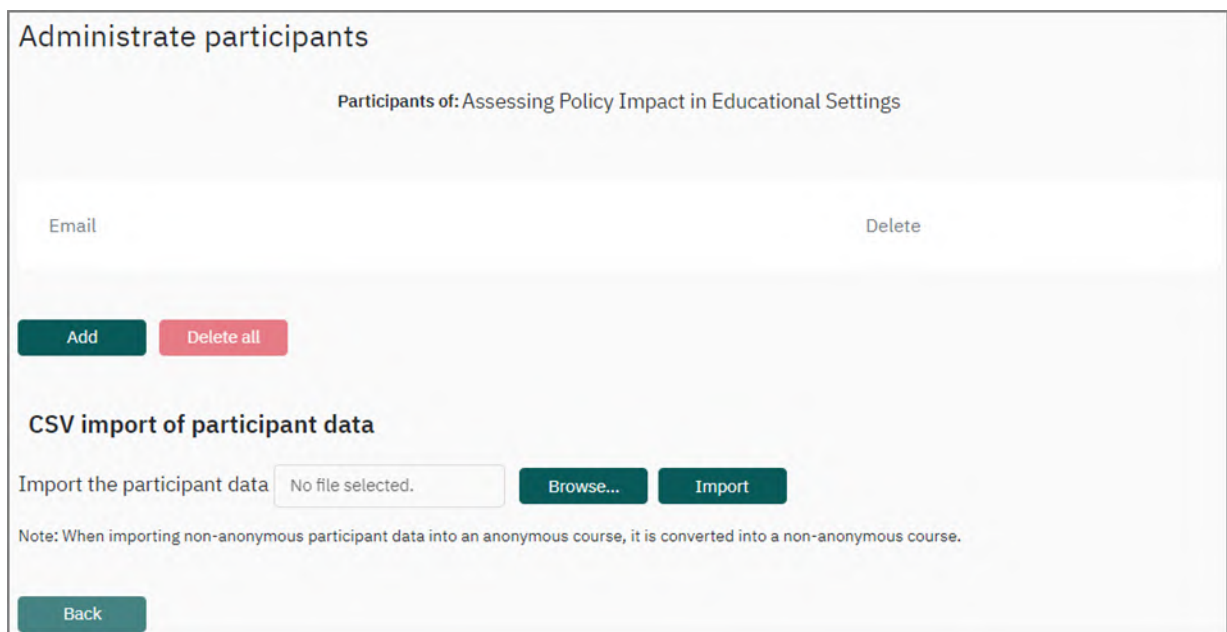 Administrate participants
Participants of: Assessing Policy Impact in Educational Settings
Email Delete
Add Delete all
CSV import of participant data
Import the participant data No file selected. Browse... Import
Note: When importing non-anonymous participant data into an anonymous course, it is converted into a non-anonymous course.
Back